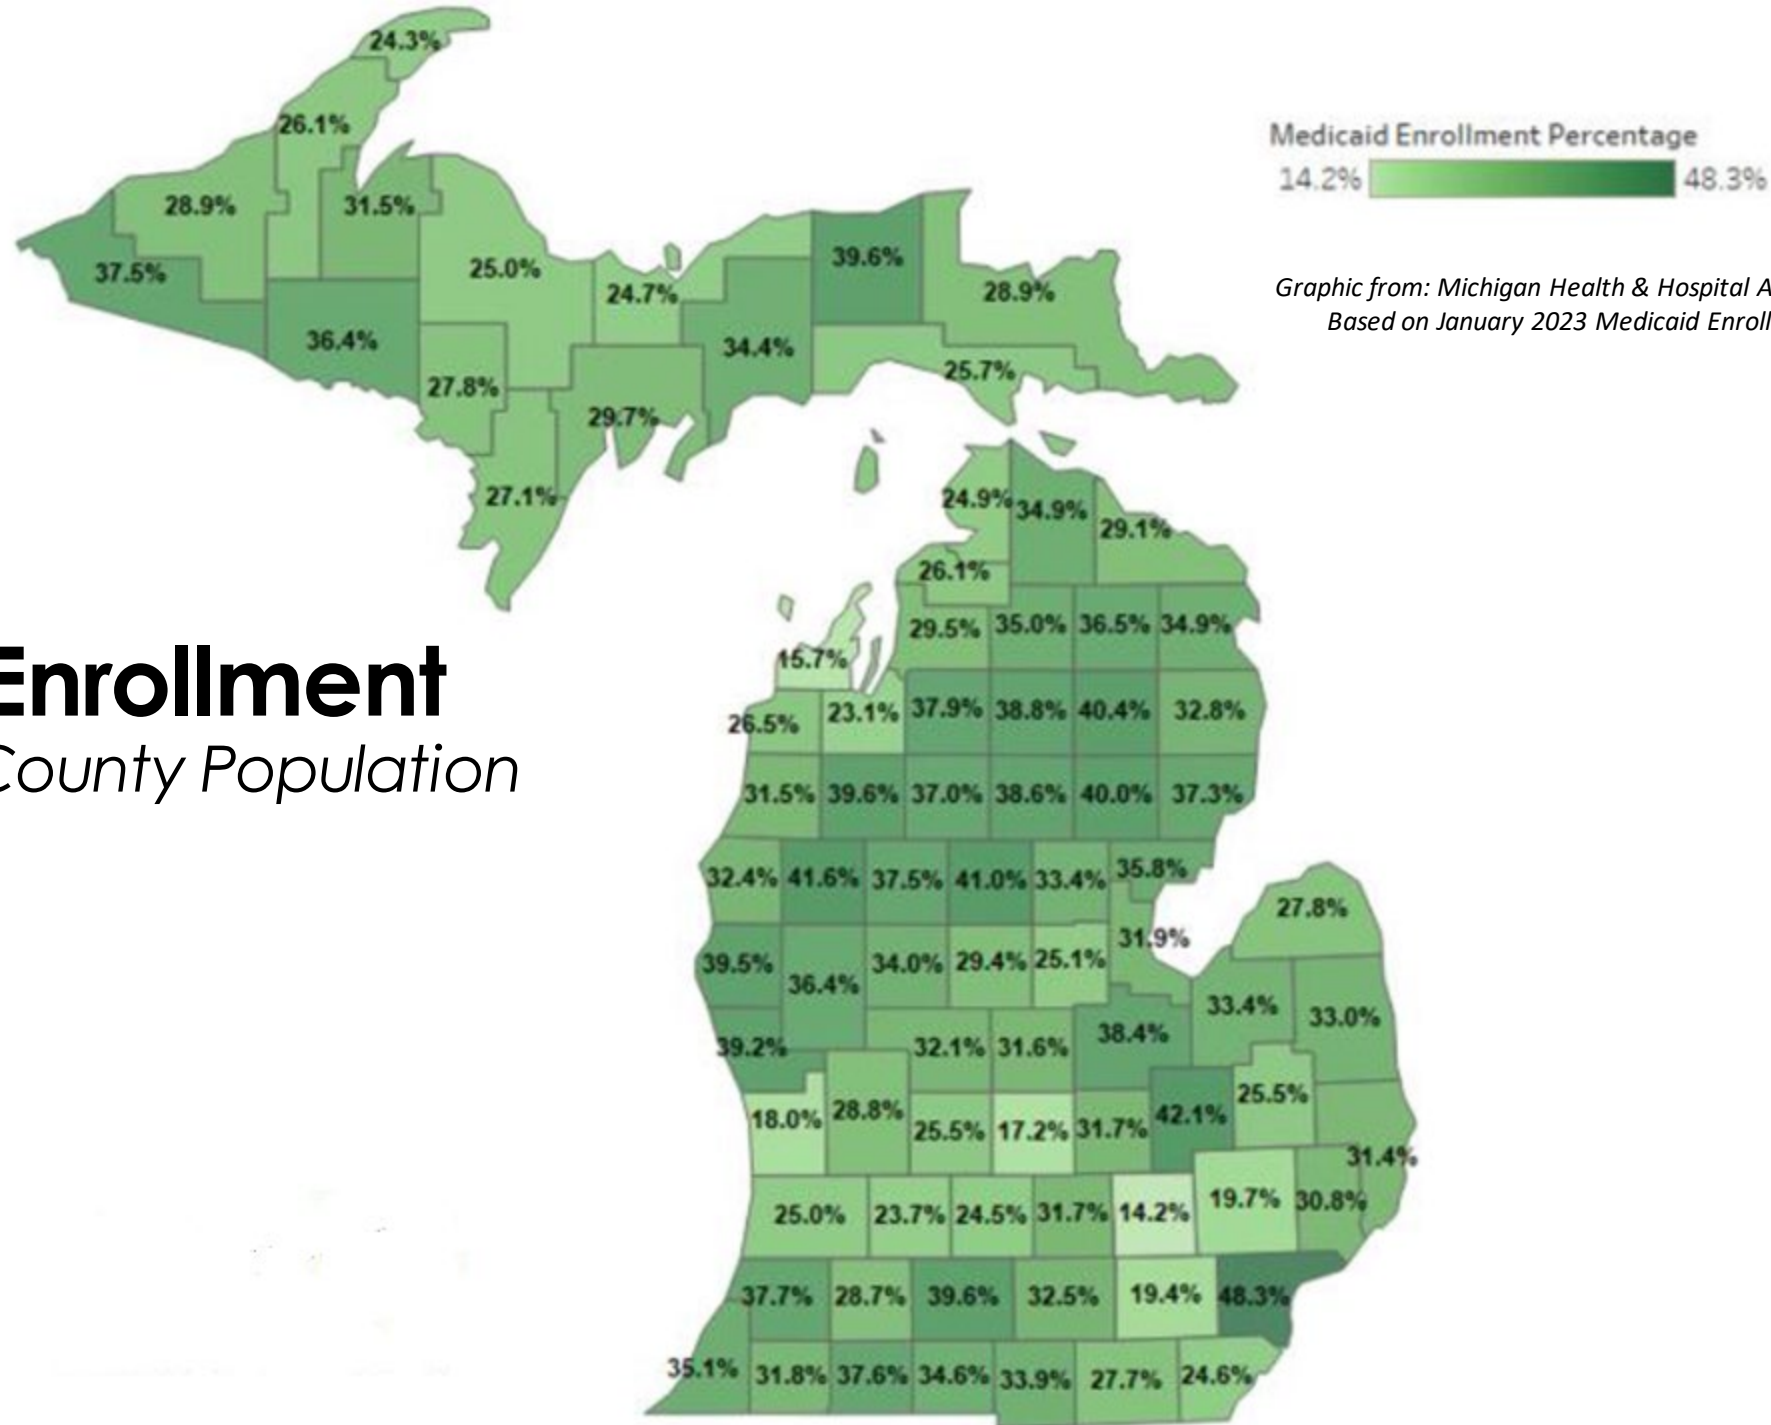 24.3%
26.1%
Medicaid Enrollment Percentage
14.2% 48.3%
28.9% 31.5%
37.5% 25.0% 24.7% 39.6% 28.9%
Graphic from: Michigan Health & Hospital A
Based on January 2023 Medicaid Enroll
36.4% 34.4%
27.8% 25.7%
29.7%
27.1% 24.9% 34.9% 29.1%
26.1%
29.5% 35.0% 36.5% 34.9%
15.7%
Enrollment
County Population
26.5% 23.1% 37.9% 38.8% 40.4% 32.8%
31.5% 39.6% 37.0% 38.6% 40.0% 37.3%
32.4% 41.6% 37.5% 41.0% 33.4% 35.8%
27.8%
31.9%
39.5% 36.4% 34.0% 29.4% 25.1%
33.4% 33.0%
39.2% 32.1% 31.6% 38.4%
18.0% 28.8% 25.5% 17.2% 31.7% 42.1% 25.5%
31.4%
25.0% 23.7% 24.5% 31.7% 14.2% 19.7% 30.8%
37.7% 28.7% 39.6% 32.5% 19.4% 48.3%
35.1% 31.8% 37.6% 34.6% 33.9% 27.7% 24.6%